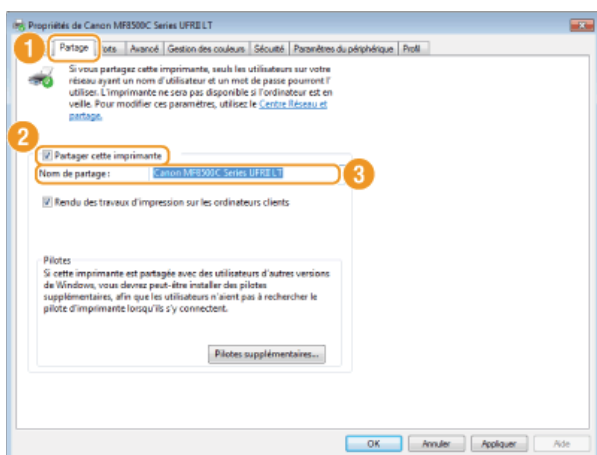 Propriétés de Canon MF8500C Series UFRII LT
1
Partage Ports Avancé Gestion des couleurs Sécurité Paramètres du périphérique Profil
Si vous partagez cette imprimante, seuls les utilisateurs sur votre
réseau ayant un nom d'utilisateur et un mot de passe pourront l'
utiliser. L'imprimante ne sera pas disponible si l'ordinateur est en
veille. Pour modifier ces paramètres, utilisez le Centre Réseau et
partage.
2
Partager cette imprimante
Nom de partage : Canon MF8500C Series UFRII LT
3
Rendu des travaux d'impression sur les ordinateurs clients
Pilotes
Si cette imprimante est partagée avec des utilisateurs d'autres versions
de Windows, vous devrez peut-être installer des pilotes
supplémentaires, afin que les utilisateurs n'aient pas à rechercher le
pilote d'imprimante lorsqu'ils s'y connectent.
Pilotes supplémentaires...
OK Annuler Appliquer Aide